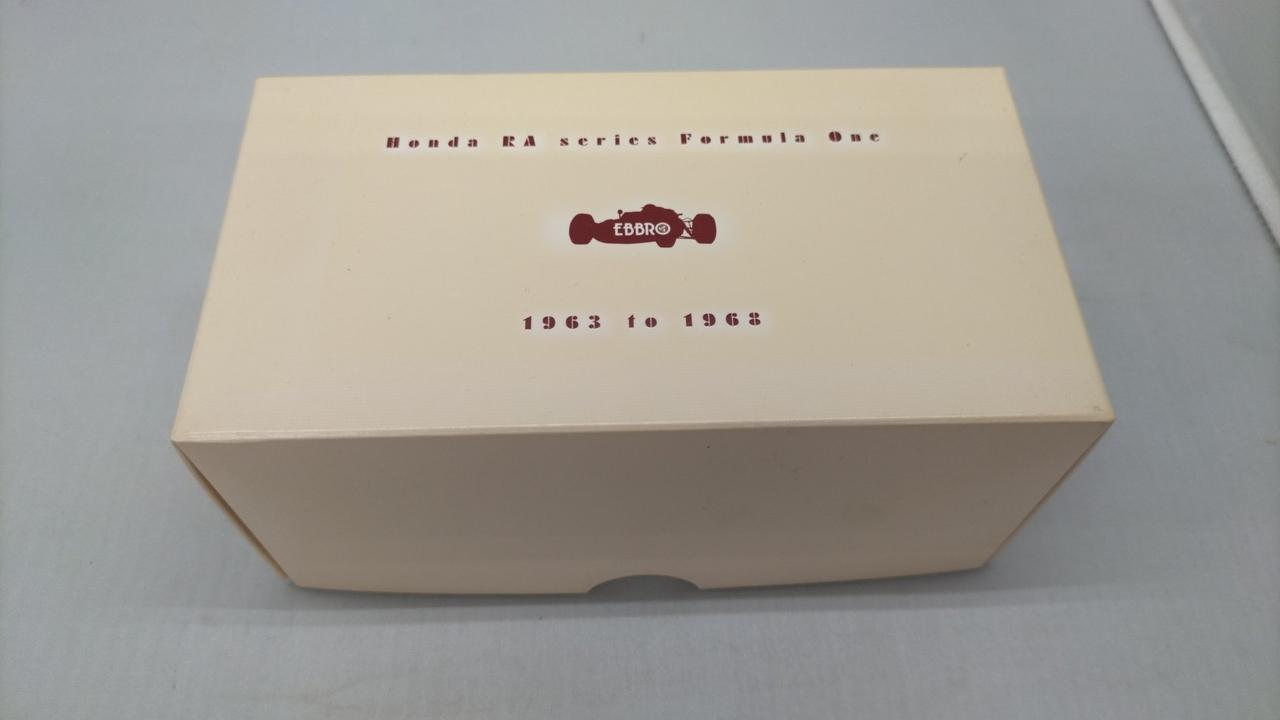 Honda RA series Formula One
EBBRO
1963 to 1968